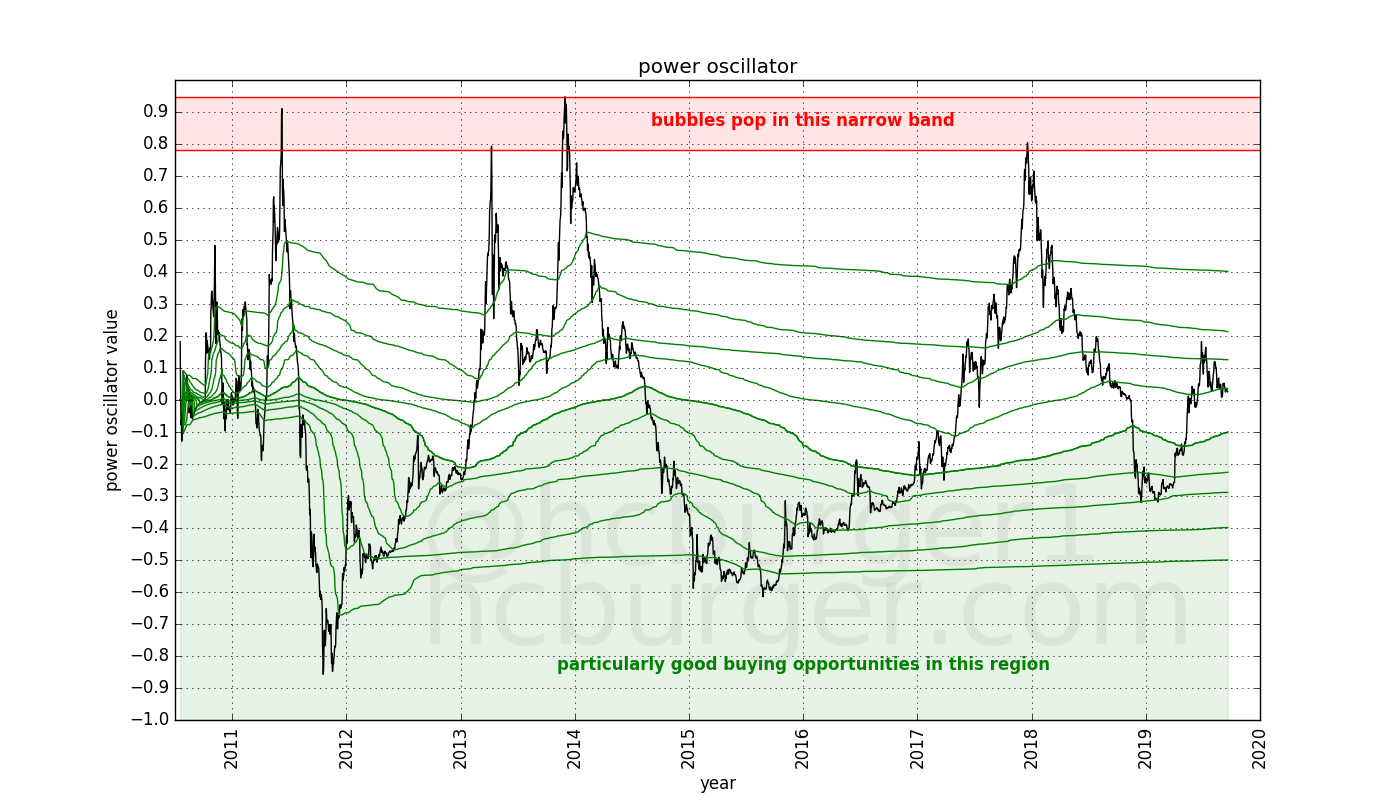 power oscillator
bubbles pop in this narrow band
power oscillator value
0.9
0.8
0.7
0.6
0.5
0.4
0.3
0.2
0.1
0.0
−0.1
−0.2
−0.3
−0.4
−0.5
−0.6
−0.7
−0.8
−0.9
−1.0
@hcburger1
hcburger.com
particularly good buying opportunities in this region
2011 2012 2013 2014 2015 2016 2017 2018 2019 2020
year